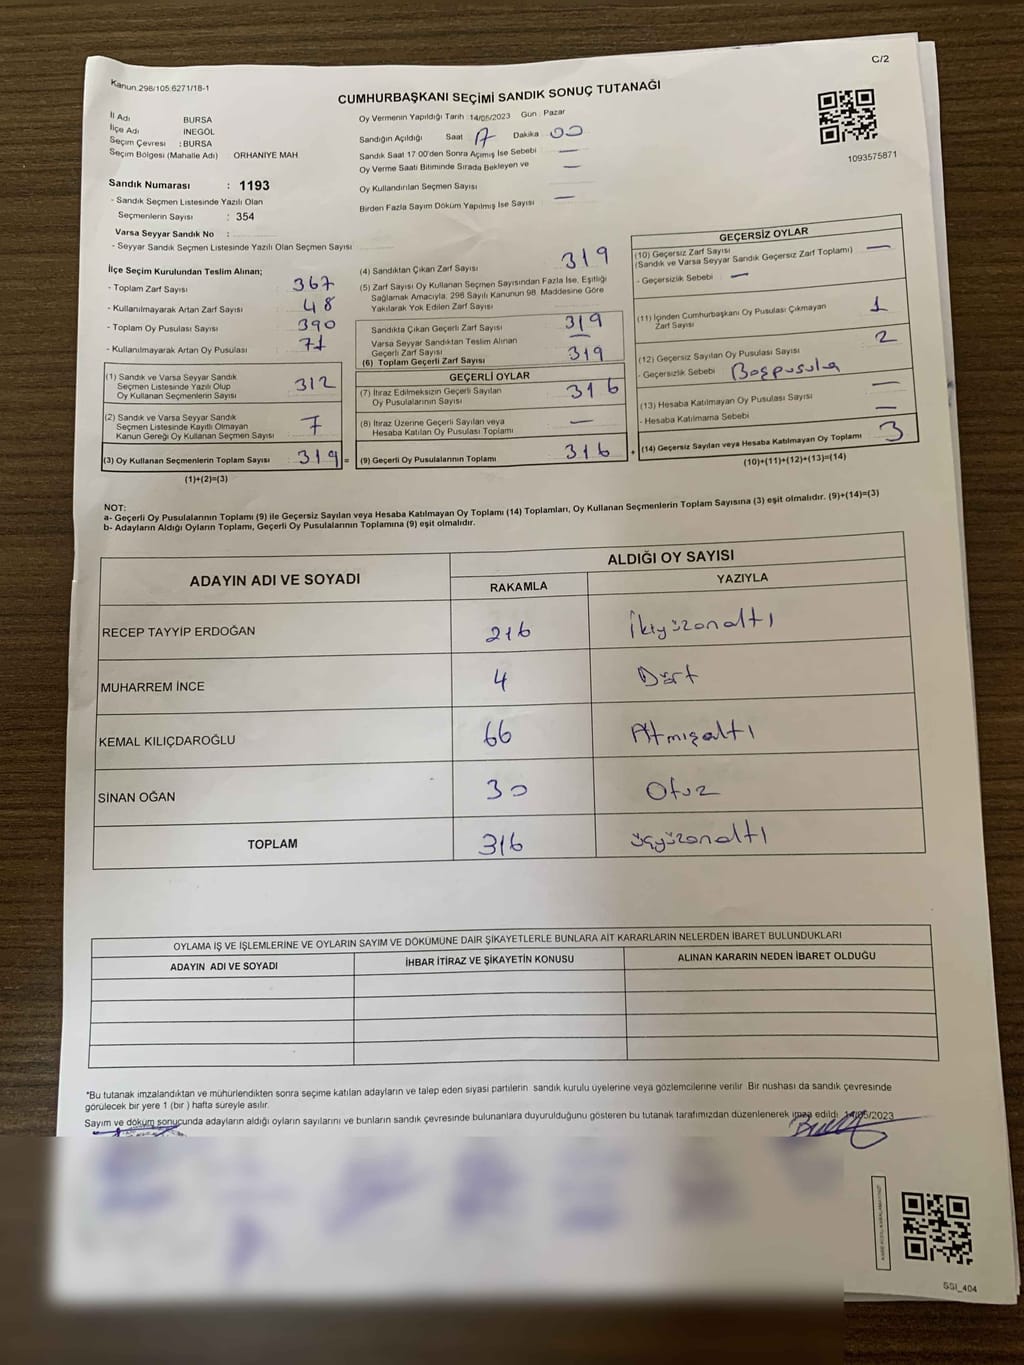 C/2
Kanun 298/105.6271/18-1
CUMHURBAŞKANI SEÇİMİ SANDIK SONUÇ TUTANAĞI
İl Adı BURSA
İlçe Adı İNEGÖL
Seçim Çevresi : BURSA
Seçim Bölgesi (Mahalle Adı) ORHANİYE MAH
Sandık Numarası : 1193
- Sandık Seçmen Listesinde Yazılı Olan
Seçmenlerin Sayısı : 354
Varsa Seyyar Sandık No :
- Seyyar Sandık Seçmen Listesinde Yazılı Olan Seçmen Sayısı
Oy Vermenin Yapıldığı Tarih 14/05/2023 Gün : Pazar
Sandığın Açıldığı Saat 17 Dakika 00
Sandık Saat 17 00'den Sonra Açımış İse Sebebi —
Oy Verme Saati Bitiminde Sırada Bekleyen ve —
Oy Kullandırılan Seçmen Sayısı
Birden Fazla Sayım Döküm Yapılmış İse Sayısı —
1093575871
İlçe Seçim Kurulundan Teslim Alınan;
- Toplam Zarf Sayısı 367
- Kullanılmayarak Artan Zarf Sayısı 48
- Toplam Oy Pusulası Sayısı 390
- Kullanılmayarak Artan Oy Pusulası 71
(1) Sandık ve Varsa Seyyar Sandık
Seçmen Listesinde Yazılı Olup
Oy Kullanan Seçmenlerin Sayısı 312
(2) Sandık ve Varsa Seyyar Sandık
Seçmen Listesinde Kayıtlı Olmayan
Kanun Gereği Oy Kullanan Seçmen Sayısı 7
(3) Oy Kullanan Seçmenlerin Toplam Sayısı 319 =
(1)+(2)=(3)
(4) Sandıktan Çıkan Zarf Sayısı 319
(5) Zarf Sayısı Oy Kullanan Seçmen Sayısından Fazla İse, Eşitliği
Sağlamak Amacıyla, 298 Sayılı Kanunun 98. Maddesine Göre
Yakılarak Yok Edilen Zarf Sayısı
Sandıkta Çıkan Geçerli Zarf Sayısı 319
Varsa Seyyar Sandıktan Teslim Alınan
Geçerli Zarf Sayısı —
(6) Toplam Geçerli Zarf Sayısı 319
GEÇERLİ OYLAR
(7) İtiraz Edilmeksizin Geçerli Sayılan
Oy Pusulalarının Sayısı 316
(8) İtiraz Üzerine Geçerli Sayılan veya
Hesaba Katılan Oy Pusulası Toplamı —
(9) Geçerli Oy Pusulalarının Toplamı 316 +
GEÇERSİZ OYLAR
(10) Geçersiz Zarf Sayısı
(Sandık ve Varsa Seyyar Sandık Geçersiz Zarf Toplamı) —
- Geçersizlik Sebebi —
(11) İçinden Cumhurbaşkanı Oy Pusulası Çıkmayan
Zarf Sayısı 1
(12) Geçersiz Sayılan Oy Pusulası Sayısı 2
- Geçersizlik Sebebi Boş pusula
(13) Hesaba Katılmayan Oy Pusulası Sayısı —
- Hesaba Katılmama Sebebi —
(14) Geçersiz Sayılan veya Hesaba Katılmayan Oy Toplamı 3
(10)+(11)+(12)+(13)=(14)
NOT:
a- Geçerli Oy Pusulalarının Toplamı (9) ile Geçersiz Sayılan veya Hesaba Katılmayan Oy Toplamı (14) Toplamları, Oy Kullanan Seçmenlerin Toplam Sayısına (3) eşit olmalıdır. (9)+(14)=(3)
b- Adayların Aldığı Oyların Toplamı, Geçerli Oy Pusulalarının Toplamına (9) eşit olmalıdır.
ADAYIN ADI VE SOYADI ALDIĞI OY SAYISI
RAKAMLA YAZIYLA
RECEP TAYYİP ERDOĞAN 216 İkiyüzonaltı
MUHARREM İNCE 4 Dört
KEMAL KILIÇDAROĞLU 66 Altmışaltı
SİNAN OĞAN 30 Otuz
TOPLAM 316 üçyüzonaltı
OYLAMA İŞ VE İŞLEMLERİNE VE OYLARIN SAYIM VE DÖKÜMÜNE DAİR ŞİKAYETLERLE BUNLARA AİT KARARLARIN NELERDEN İBARET BULUNDUKLARI
ADAYIN ADI VE SOYADI İHBAR İTİRAZ VE ŞİKAYETİN KONUSU ALINAN KARARIN NEDEN İBARET OLDUĞU
*Bu tutanak imzalandıktan ve mühürlendikten sonra seçime katılan adayların ve talep eden siyasi partilerin sandık kurulu üyelerine veya gözlemcilerine verilir. Bir nüshası da sandık çevresinde
görülecek bir yere 1 (bir ) hafta süreyle asılır.
Sayım ve döküm sonucunda adayların aldığı oyların sayılarını ve bunların sandık çevresinde bulunanlara duyurulduğunu gösteren bu tutanak tarafımızdan düzenlenerek imza edildi. 14/05/2023
SSI_404